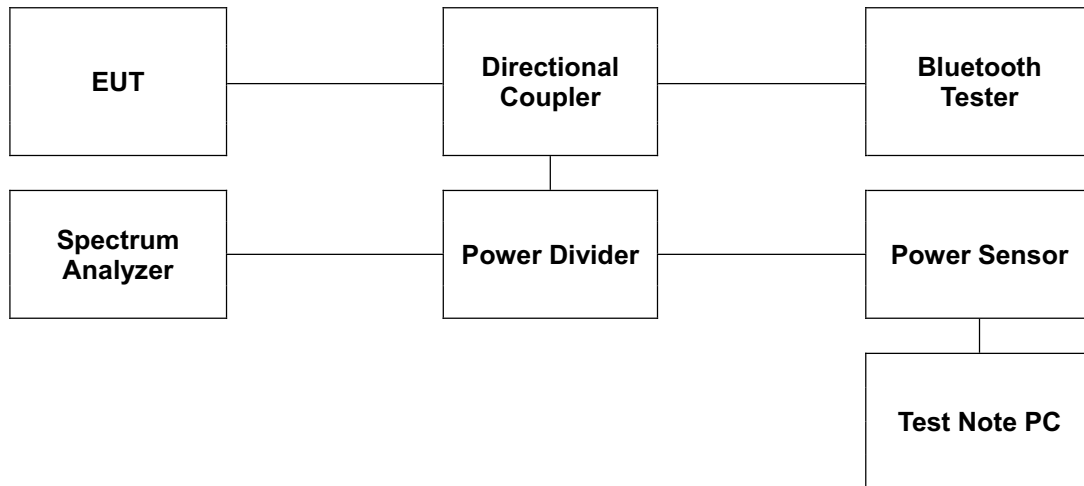 EUT
Directional
Coupler
Bluetooth
Tester
Spectrum
Analyzer
Power Divider
Power Sensor
Test Note PC